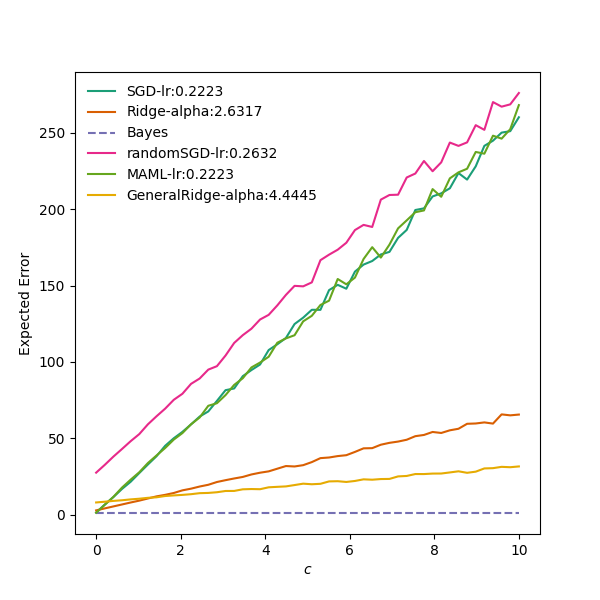 SGD-lr:0.2223
Ridge-alpha:2.6317
Bayes
randomSGD-lr:0.2632
MAML-lr:0.2223
GeneralRidge-alpha:4.4445
250
200
150
100
50
0
Expected Error
0 2 4 6 8 10
c